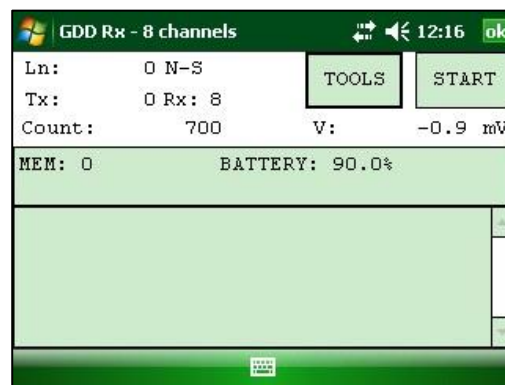 GDD Rx - 8 channels 12:16 ok
Ln: 0 N-S
TOOLS
START
Tx: 0 Rx: 8
Count: 700 V: -0.9 mV
MEM: 0 BATTERY: 90.0%